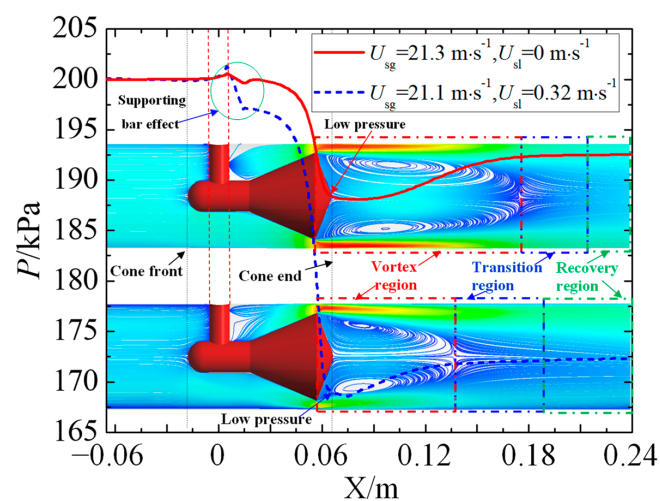 205
200
195
190
185
180
175
170
165
P/kPa
U_sg=21.3 m·s⁻¹,U_sl=0 m·s⁻¹
U_sg=21.1 m·s⁻¹,U_sl=0.32 m·s⁻¹
Supporting
bar effect
Low pressure
Cone front
Cone end
Vortex
region
Transition
region
Recovery
region
Low pressure
−0.06
0
0.06
0.12
0.18
0.24
X/m